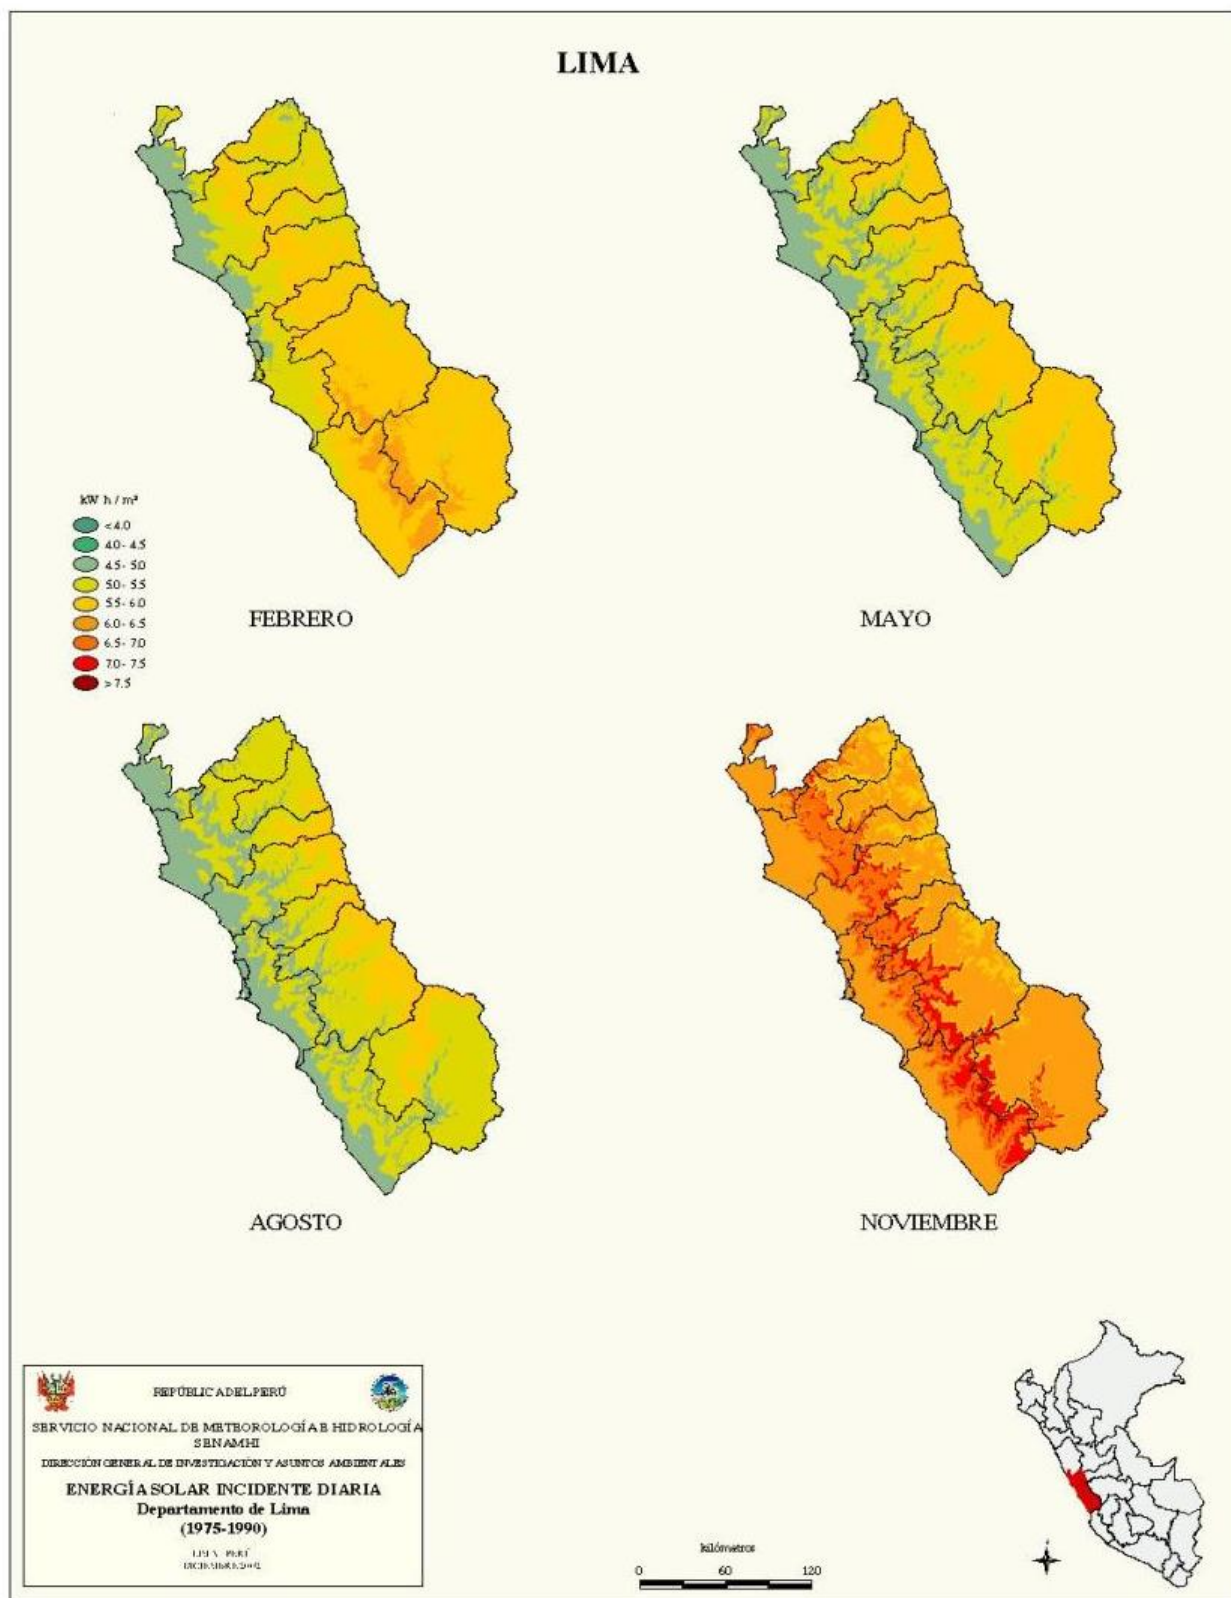 LIMA
kW h / m²
< 4.0
4.0 - 4.5
4.5 - 5.0
5.0 - 5.5
5.5 - 6.0
6.0 - 6.5
6.5 - 7.0
7.0 - 7.5
> 7.5
FEBRERO
MAYO
AGOSTO
NOVIEMBRE
REPÚBLICA DEL PERÚ
SERVICIO NACIONAL DE METEOROLOGÍA E HIDROLOGÍA
SENAMHI
DIRECCIÓN GENERAL DE INVESTIGACIÓN Y ASUNTOS AMBIENTALES
ENERGÍA SOLAR INCIDENTE DIARIA
Departamento de Lima
(1975-1990)
LIMA - PERÚ
kilómetros
0 60 120